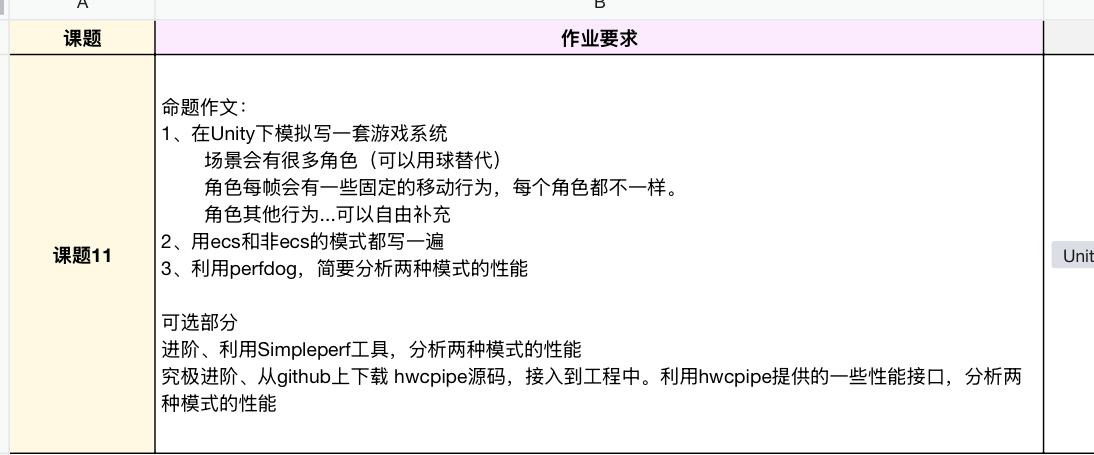 A
B
课题
作业要求
课题11
命题作文：
1、在Unity下模拟写一套游戏系统
场景会有很多角色（可以用球替代）
角色每帧会有一些固定的移动行为，每个角色都不一样。
角色其他行为...可以自由补充
2、用ecs和非ecs的模式都写一遍
3、利用perfdog，简要分析两种模式的性能
可选部分
进阶、利用Simpleperf工具，分析两种模式的性能
究极进阶、从github上下载 hwcpipe源码，接入到工程中。利用hwcpipe提供的一些性能接口，分析两
种模式的性能
Unit